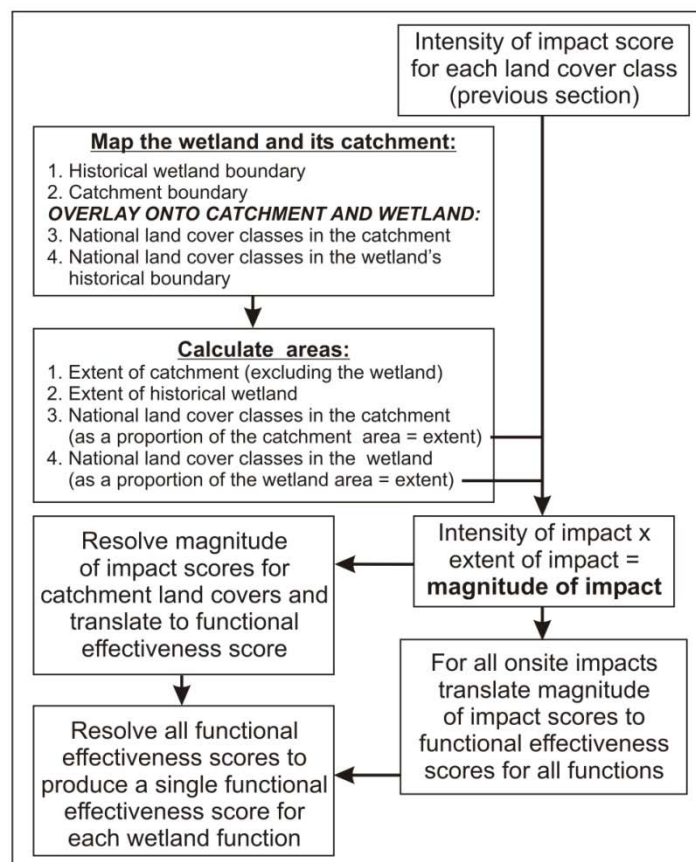 Intensity of impact score
for each land cover class
(previous section)
Map the wetland and its catchment:
1. Historical wetland boundary
2. Catchment boundary
OVERLAY ONTO CATCHMENT AND WETLAND:
3. National land cover classes in the catchment
4. National land cover classes in the wetland's
historical boundary
Calculate areas:
1. Extent of catchment (excluding the wetland)
2. Extent of historical wetland
3. National land cover classes in the catchment
(as a proportion of the catchment area = extent)
4. National land cover classes in the wetland
(as a proportion of the wetland area = extent)
Intensity of impact x
extent of impact =
magnitude of impact
Resolve magnitude
of impact scores for
catchment land covers and
translate to functional
effectiveness score
For all onsite impacts
translate magnitude
of impact scores to
functional effectiveness
scores for all functions
Resolve all functional
effectiveness scores to
produce a single functional
effectiveness score for
each wetland function